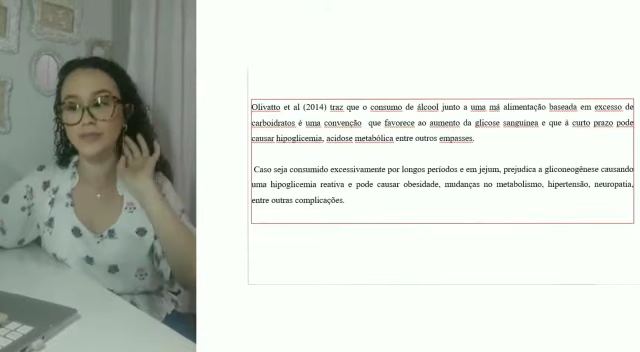 Olivatto et al (2014) traz que o consumo de álcool junto a uma má alimentação baseada em excesso de
carboidratos é uma convenção que favorece ao aumento da glicose sanguínea e que á curto prazo pode
causar hipoglicemia, acidose metabólica entre outros empasses.
Caso seja consumido excessivamente por longos períodos e em jejum, prejudica a gliconeogênese causando
uma hipoglicemia reativa e pode causar obesidade, mudanças no metabolismo, hipertensão, neuropatia,
entre outras complicações.